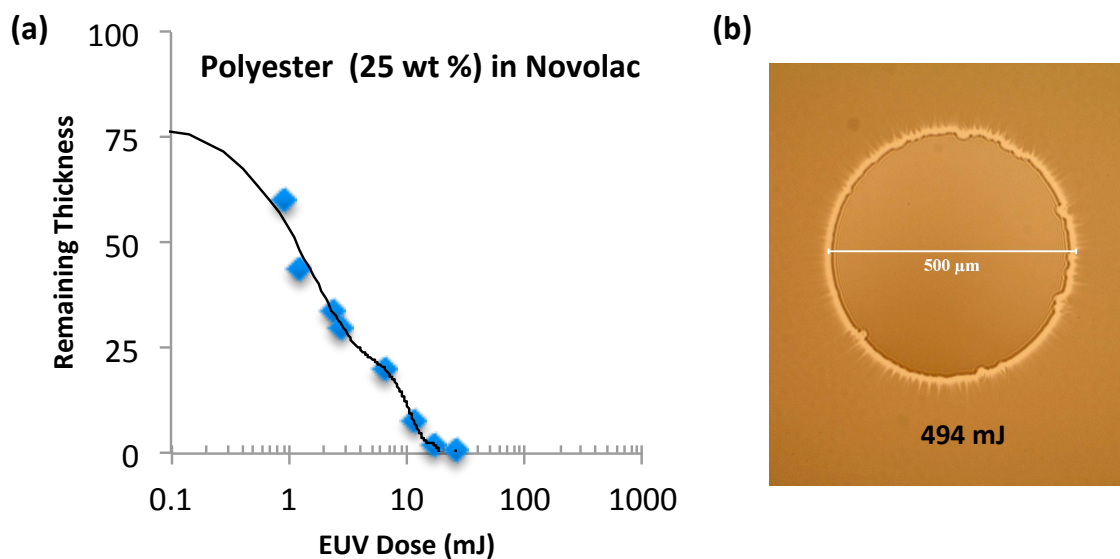 (a)
Polyester (25 wt %) in Novolac
Remaining Thickness
100
75
50
25
0
0.1 1 10 100 1000
EUV Dose (mJ)
(b)
500 µm
494 mJ